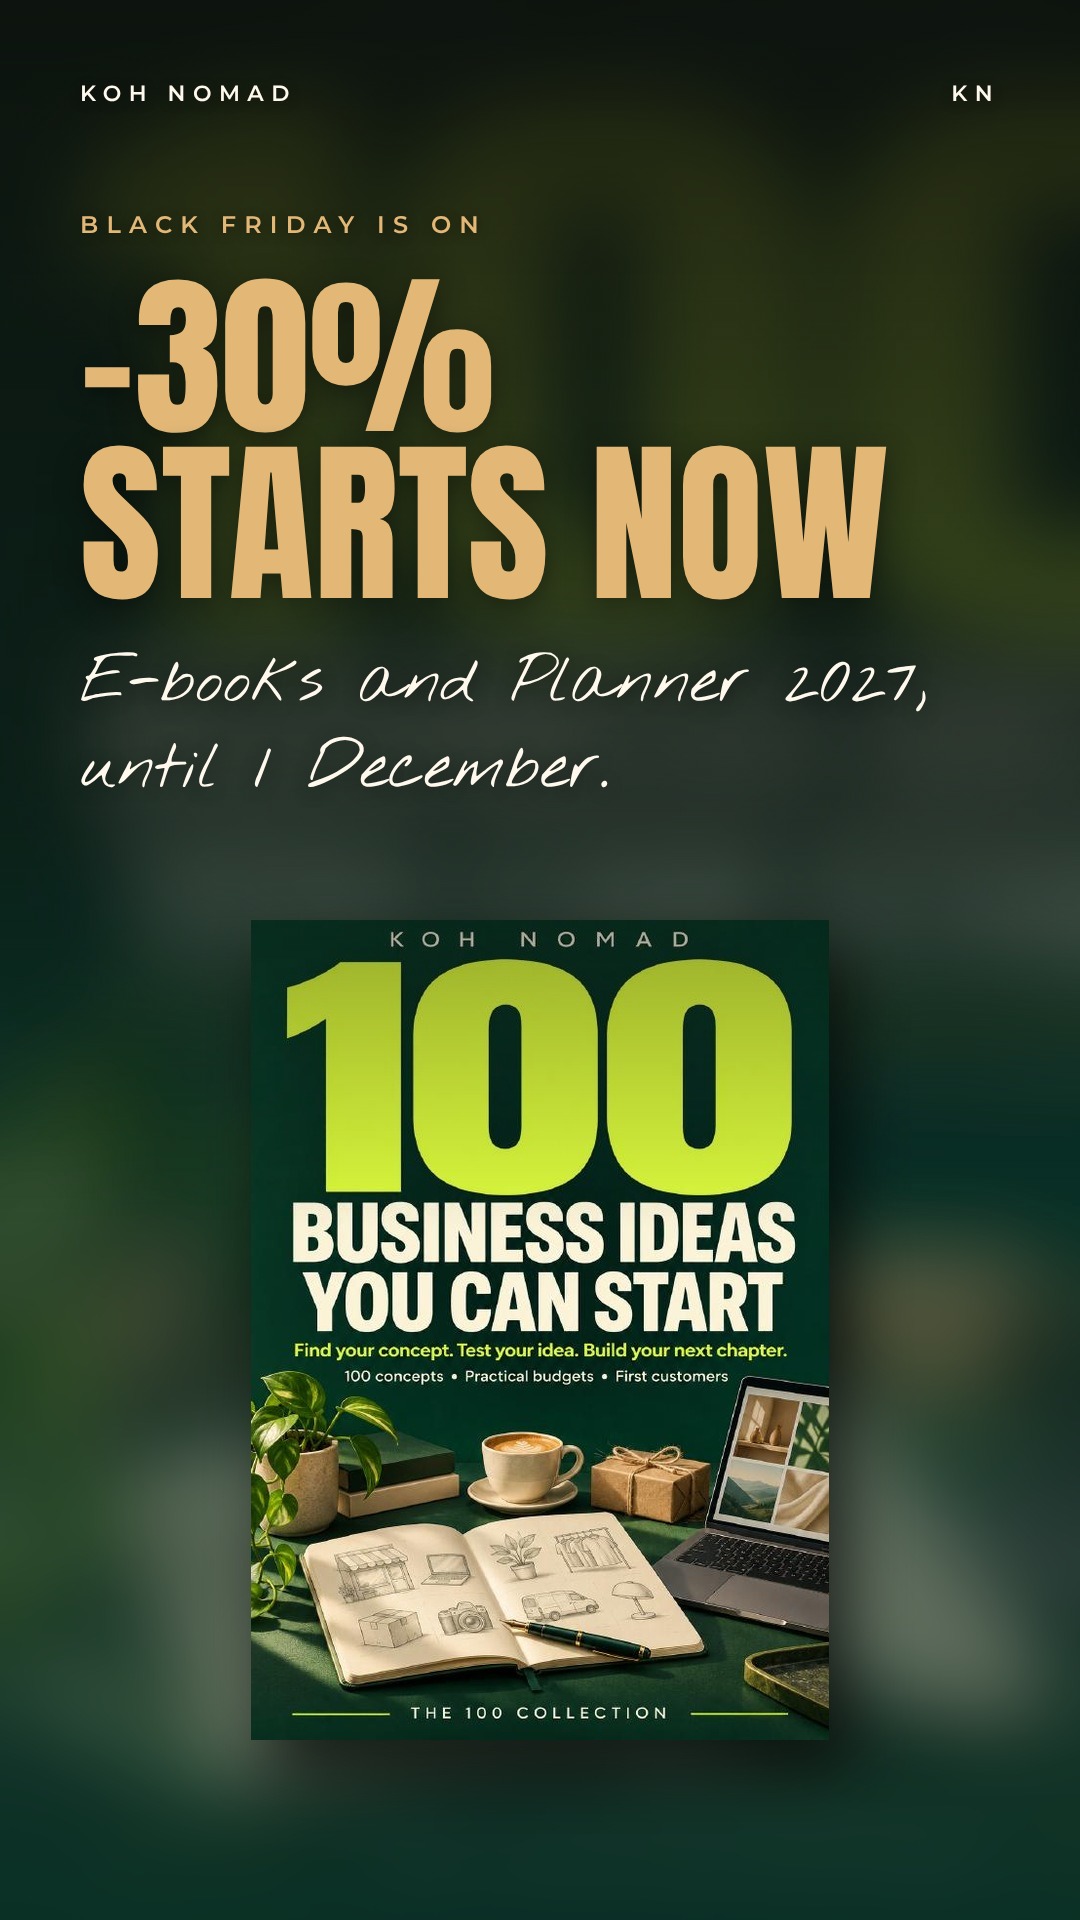 KOH NOMAD
KN
BLACK FRIDAY IS ON
-30%
STARTS NOW
E-books and Planner 2027,
until 1 December.
KOH NOMAD
100
BUSINESS IDEAS
YOU CAN START
Find your concept. Test your idea. Build your next chapter.
100 concepts • Practical budgets • First customers
THE 100 COLLECTION